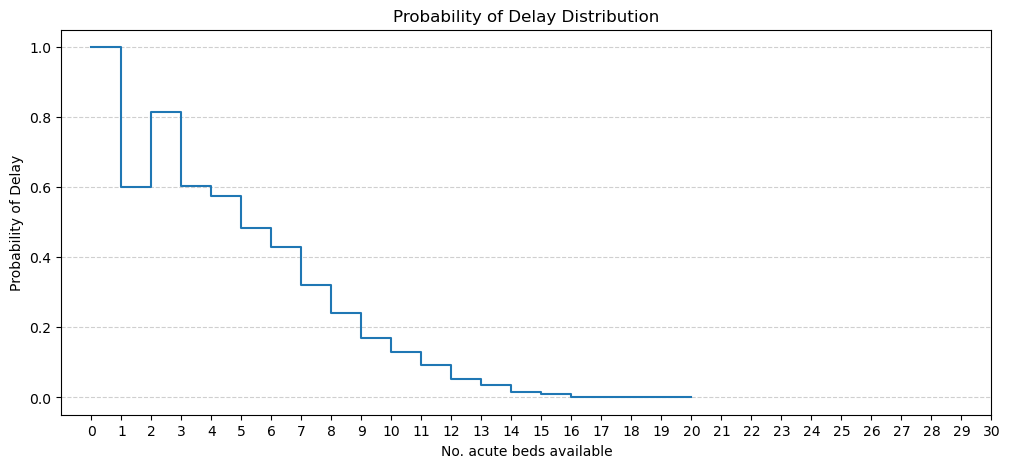 Probability of Delay Distribution
Probability of Delay
1.0
0.8
0.6
0.4
0.2
0.0
0 1 2 3 4 5 6 7 8 9 10 11 12 13 14 15 16 17 18 19 20 21 22 23 24 25 26 27 28 29 30
No. acute beds available